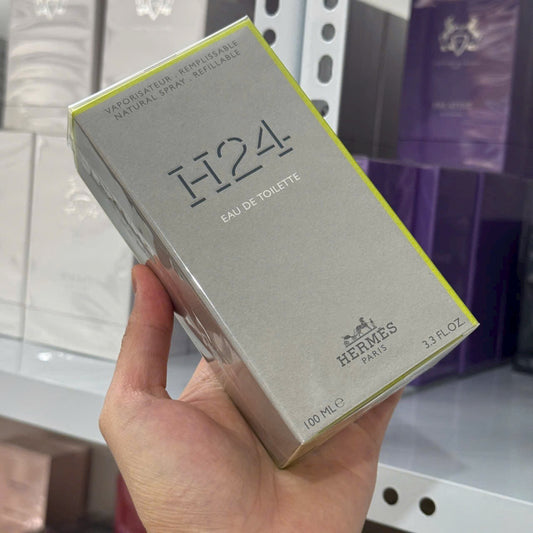 VAPORISATEUR . REMPLISSABLE
NATURAL SPRAY . REFILLABLE
H24
EAU DE TOILETTE
HERMÈS
PARIS
100 ML℮
3.3 FL.OZ